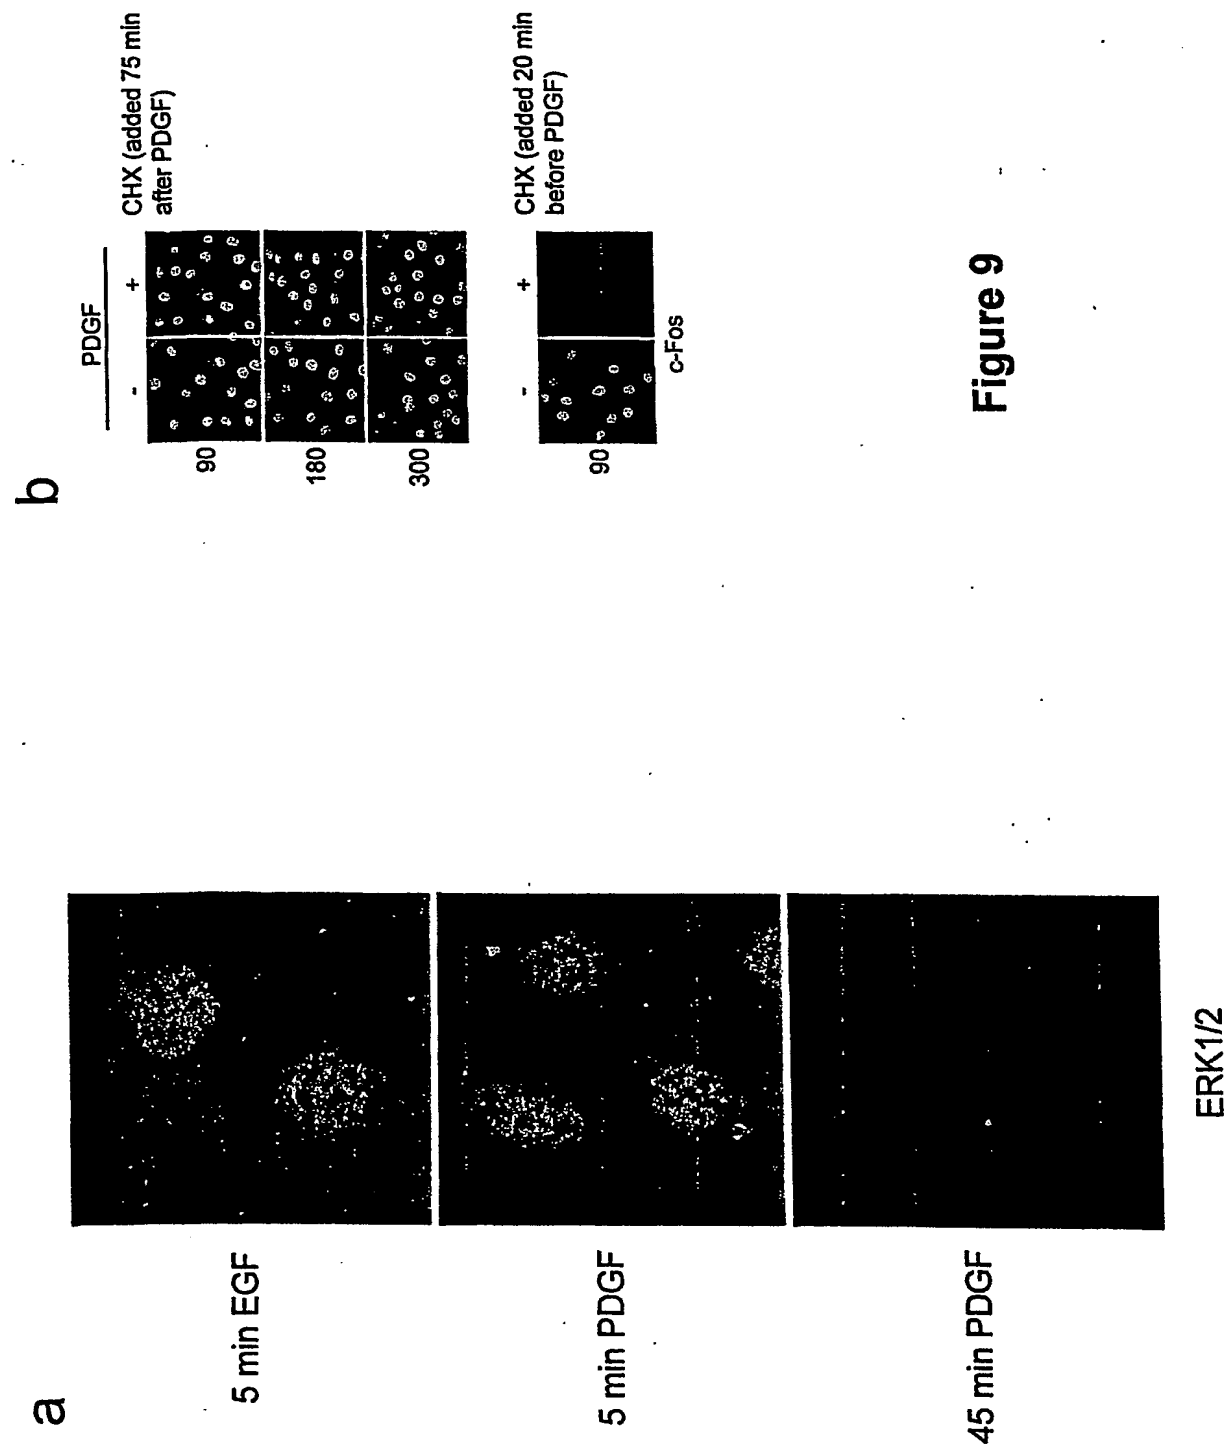 a
5 min EGF
5 min PDGF
45 min PDGF
ERK1/2
b
PDGF
- +
CHX (added 75 min
after PDGF)
90
180
300
- +
CHX (added 20 min
before PDGF)
90
c-Fos
Figure 9